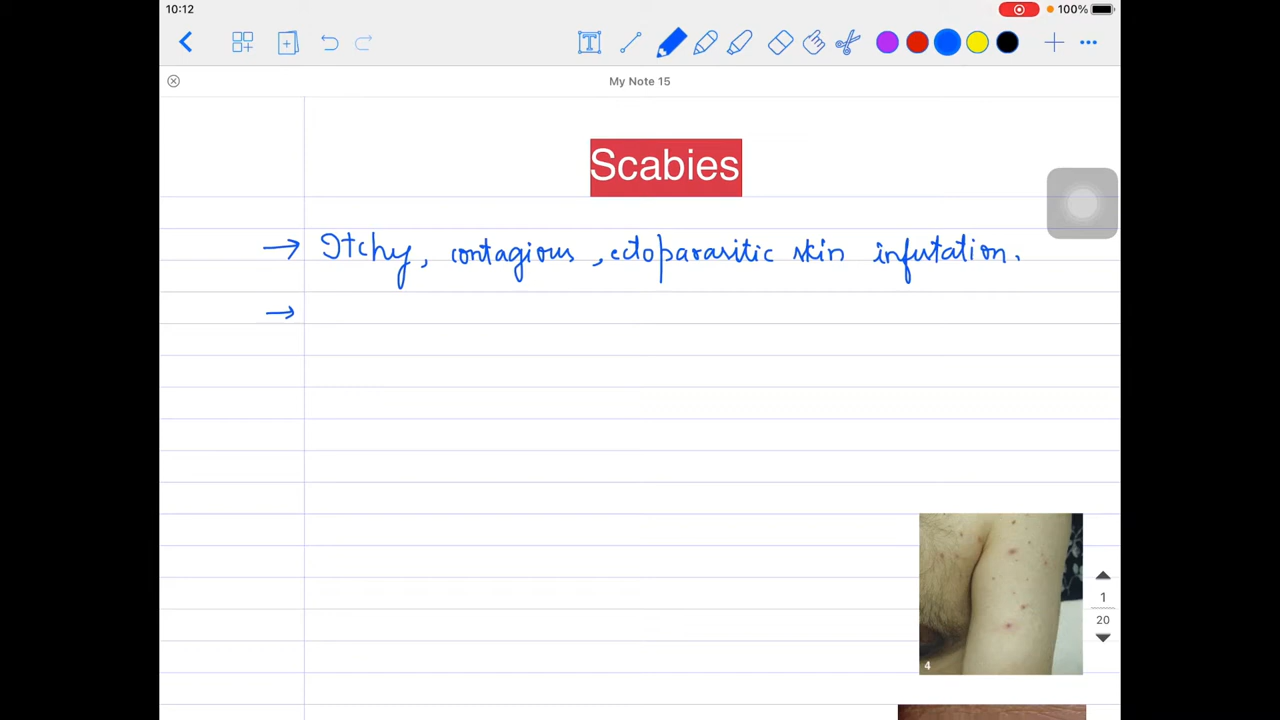 10:12
100%
My Note 15
Scabies
→ Itchy, contagious, ectoparasitic skin infestation.
→
1
20
4